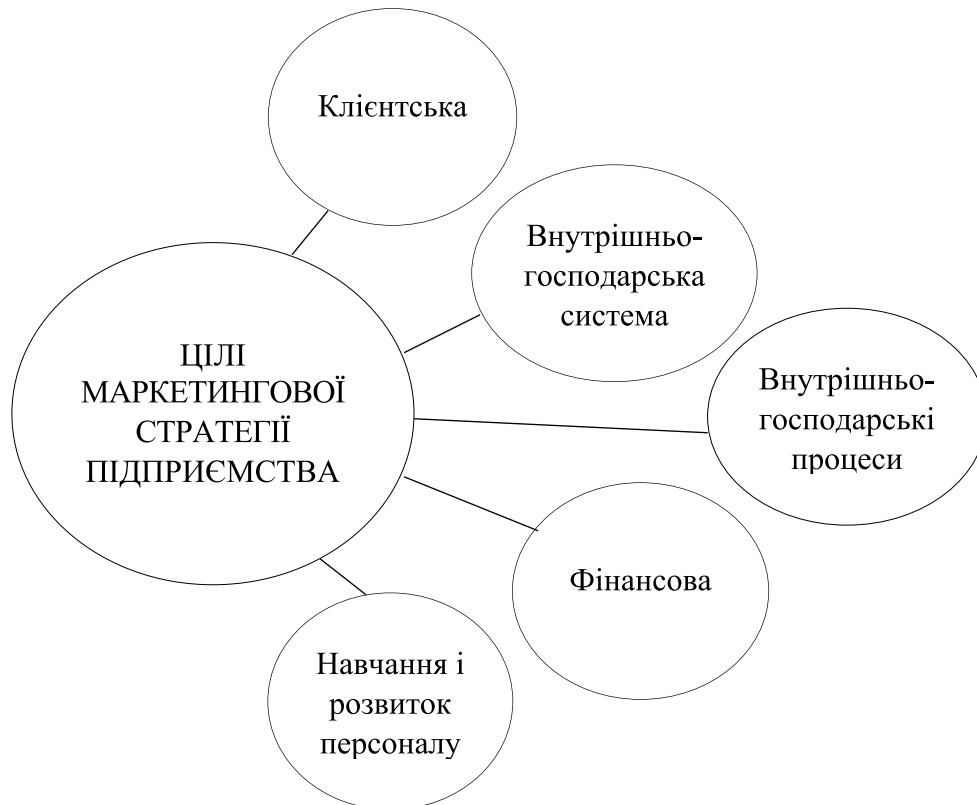 Клієнтська
Внутрішньо-
господарська
система
ЦІЛІ
МАРКЕТИНГОВОЇ
СТРАТЕГІЇ
ПІДПРИЄМСТВА
Внутрішньо-
господарські
процеси
Фінансова
Навчання і
розвиток
персоналу